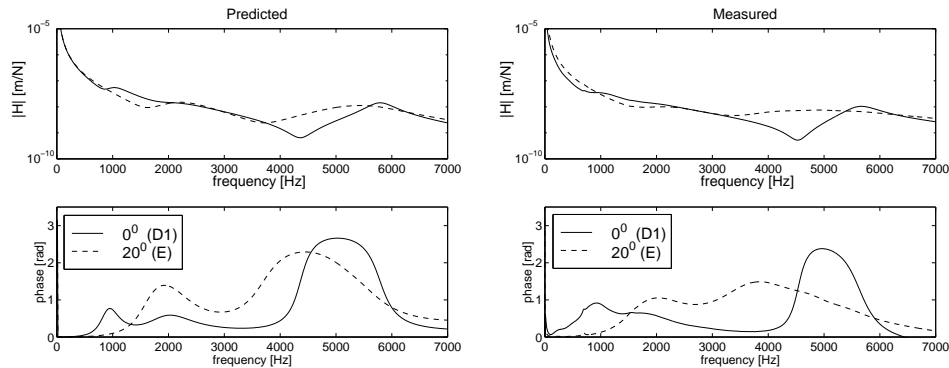 Predicted
10^-5
|H| [m/N]
10^-10
0 1000 2000 3000 4000 5000 6000 7000
frequency [Hz]
Measured
10^-5
|H| [m/N]
10^-10
0 1000 2000 3000 4000 5000 6000 7000
frequency [Hz]
3
2
1
0
phase [rad]
0^0 (D1)
20^0 (E)
0 1000 2000 3000 4000 5000 6000 7000
frequency [Hz]
3
2
1
0
phase [rad]
0^0 (D1)
20^0 (E)
0 1000 2000 3000 4000 5000 6000 7000
frequency [Hz]